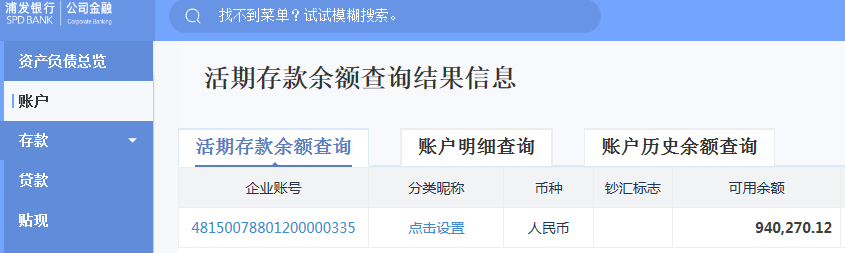 浦发银行 公司金融
SPD BANK Corporate Banking
找不到菜单？试试模糊搜索。
资产负债总览
账户
存款
贷款
贴现
活期存款余额查询结果信息
活期存款余额查询 账户明细查询 账户历史余额查询
企业账号 分类昵称 币种 钞汇标志 可用余额
48150078801200000335 点击设置 人民币 940,270.12